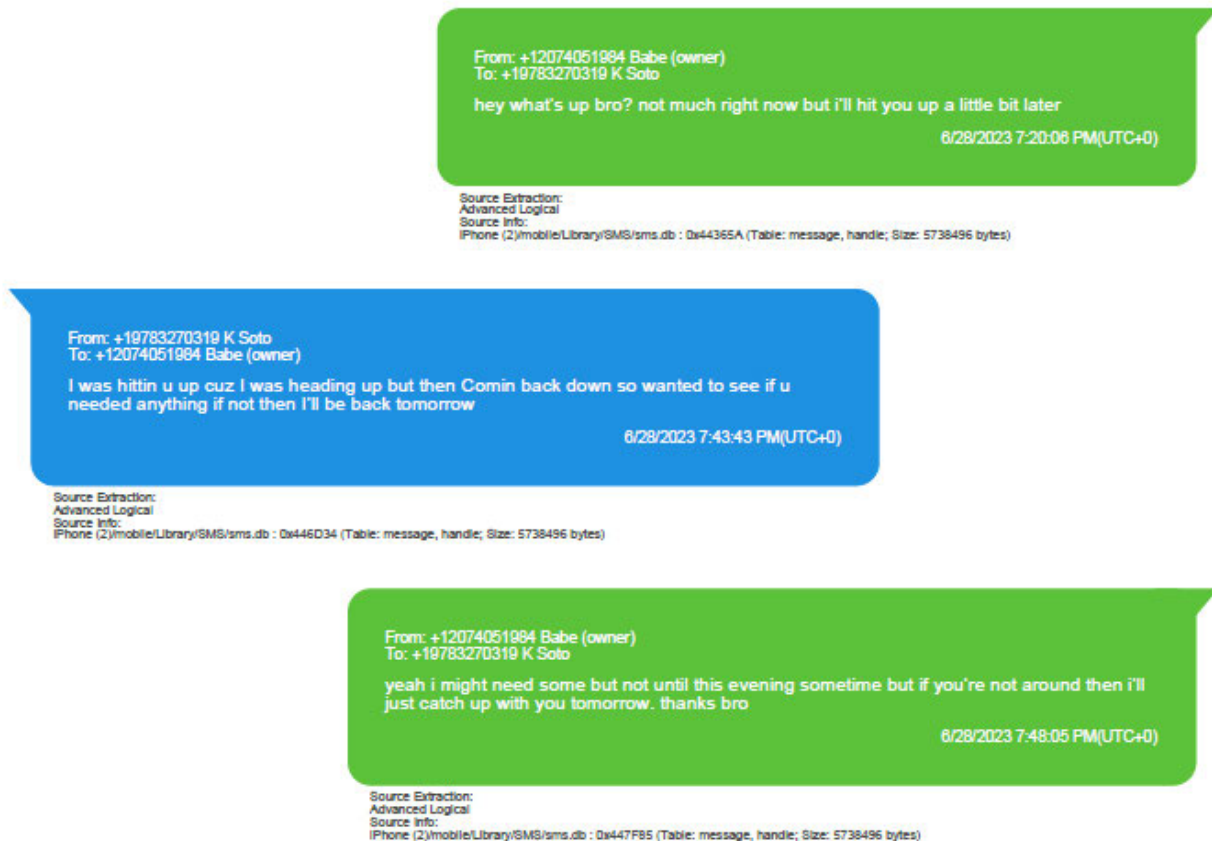 From: +12074051984 Babe (owner)
To: +19783270319 K Soto
hey what's up bro? not much right now but i'll hit you up a little bit later
6/28/2023 7:20:06 PM(UTC+0)
Source Extraction:
Advanced Logical
Source Info:
iPhone (2)/mobile/Library/SMS/sms.db : 0x44365A (Table: message, handle; Size: 5738496 bytes)
From: +19783270319 K Soto
To: +12074051984 Babe (owner)
I was hittin u up cuz I was heading up but then Comin back down so wanted to see if u
needed anything if not then I'll be back tomorrow
6/28/2023 7:43:43 PM(UTC+0)
Source Extraction:
Advanced Logical
Source Info:
iPhone (2)/mobile/Library/SMS/sms.db : 0x446D34 (Table: message, handle; Size: 5738496 bytes)
From: +12074051984 Babe (owner)
To: +19783270319 K Soto
yeah i might need some but not until this evening sometime but if you're not around then i'll
just catch up with you tomorrow. thanks bro
6/28/2023 7:48:05 PM(UTC+0)
Source Extraction:
Advanced Logical
Source Info:
iPhone (2)/mobile/Library/SMS/sms.db : 0x447F85 (Table: message, handle; Size: 5738496 bytes)